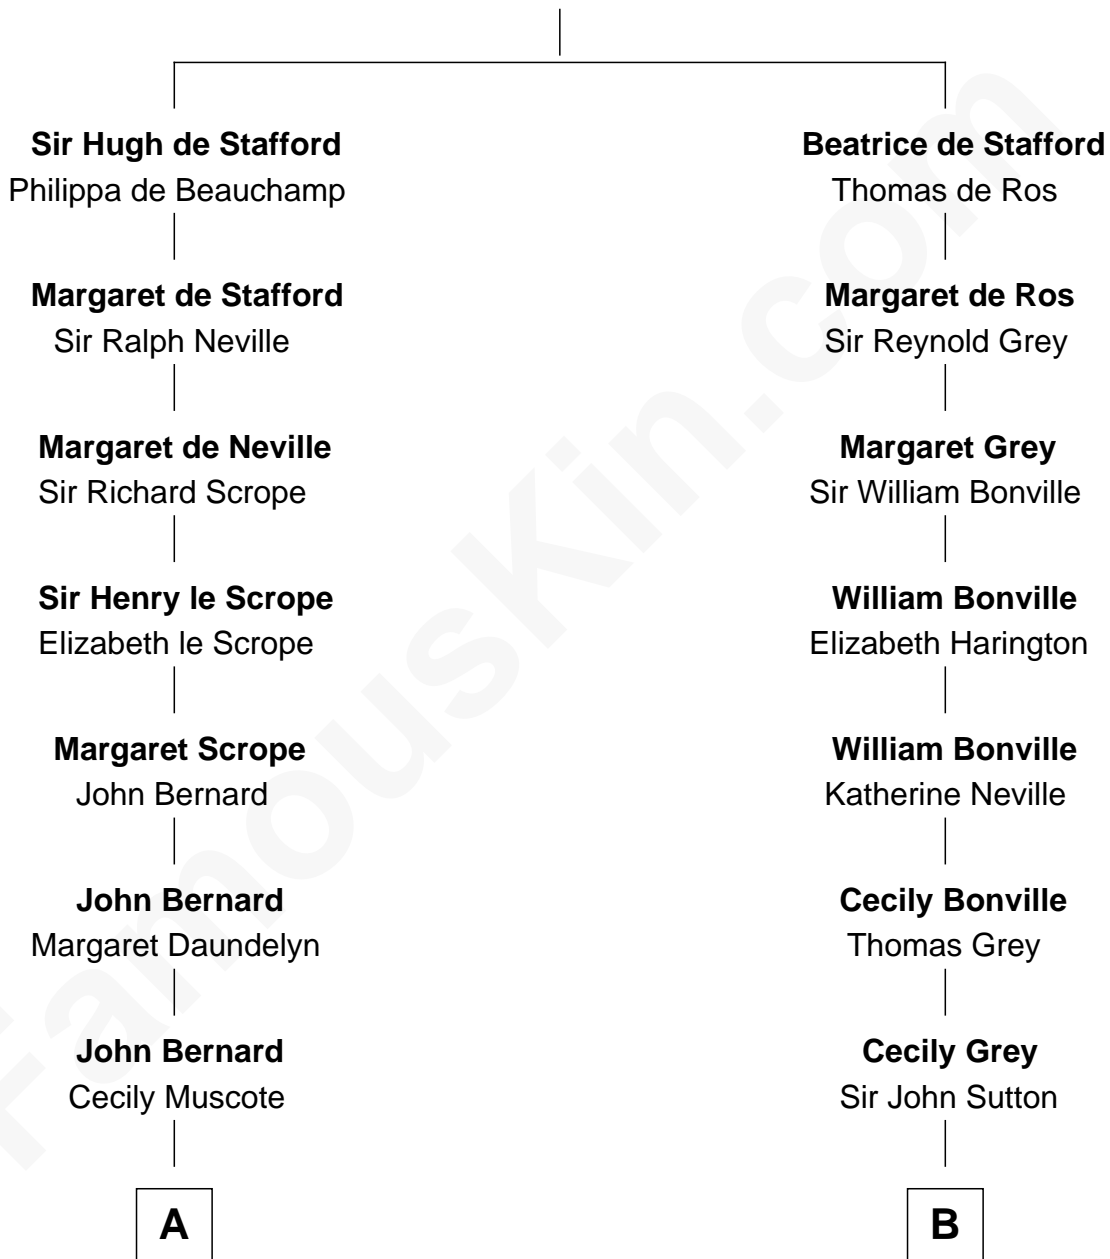 Sir Hugh de Stafford
Philippa de Beauchamp
Margaret de Stafford
Sir Ralph Neville
Margaret de Neville
Sir Richard Scrope
Sir Henry le Scrope
Elizabeth le Scrope
Margaret Scrope
John Bernard
John Bernard
Margaret Daundelyn
John Bernard
Cecily Muscote
A
Beatrice de Stafford
Thomas de Ros
Margaret de Ros
Sir Reynold Grey
Margaret Grey
Sir William Bonville
William Bonville
Elizabeth Harington
William Bonville
Katherine Neville
Cecily Bonville
Thomas Grey
Cecily Grey
Sir John Sutton
B
FamousKin.com